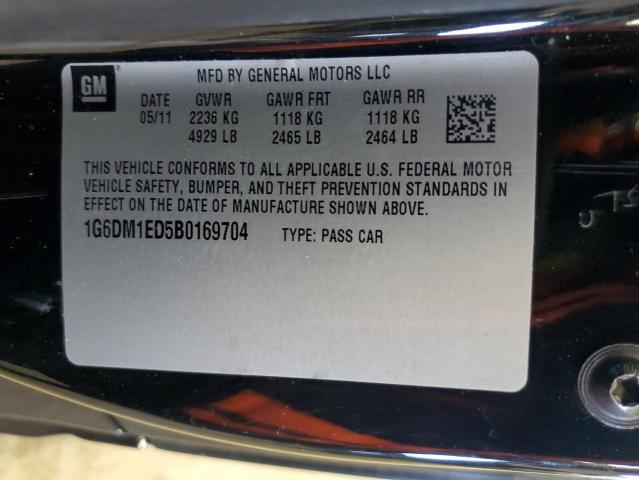 GM
MFD BY GENERAL MOTORS LLC
DATE GVWR GAWR FRT GAWR RR
05/11 2236 KG 1118 KG 1118 KG
4929 LB 2465 LB 2464 LB
THIS VEHICLE CONFORMS TO ALL APPLICABLE U.S. FEDERAL MOTOR
VEHICLE SAFETY, BUMPER, AND THEFT PREVENTION STANDARDS IN
EFFECT ON THE DATE OF MANUFACTURE SHOWN ABOVE.
1G6DM1ED5B0169704 TYPE: PASS CAR